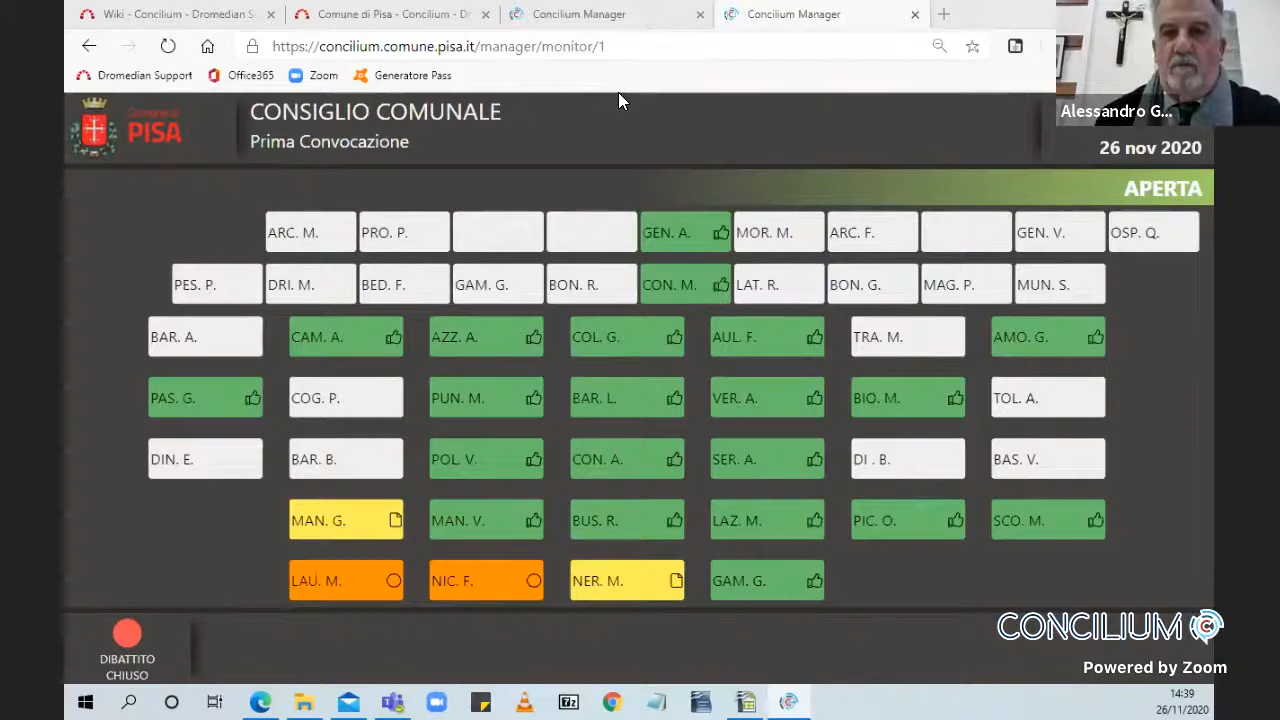 Wiki - Concilium - Dromedian S
Comune di Pisa - Concilium - Dr
Concilium Manager
Concilium Manager
https://concilium.comune.pisa.it/manager/monitor/1
Dromedian Support
Office365
Zoom
Generatore Pass
Alessandro G...
Comune di
PISA
CONSIGLIO COMUNALE
Prima Convocazione
26 nov 2020
APERTA
ARC. M. PRO. P. GEN. A. MOR. M. ARC. F. GEN. V. OSP. Q.
PES. P. DRI. M. BED. F. GAM. G. BON. R. CON. M. LAT. R. BON. G. MAG. P. MUN. S.
BAR. A. CAM. A. AZZ. A. COL. G. AUL. F. TRA. M. AMO. G.
PAS. G. COG. P. PUN. M. BAR. L. VER. A. BIO. M. TOL. A.
DIN. E. BAR. B. POL. V. CON. A. SER. A. DI . B. BAS. V.
MAN. G. MAN. V. BUS. R. LAZ. M. PIC. O. SCO. M.
LAU. M. NIC. F. NER. M. GAM. G.
DIBATTITO
CHIUSO
CONCILIUM
Powered by Zoom
7z
14:39
26/11/2020